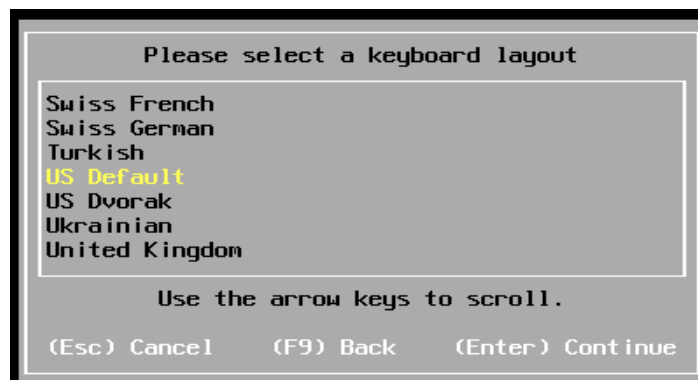 Please select a keyboard layout
Swiss French
Swiss German
Turkish
US Default
US Dvorak
Ukrainian
United Kingdom
Use the arrow keys to scroll.
(Esc) Cancel (F9) Back (Enter) Continue